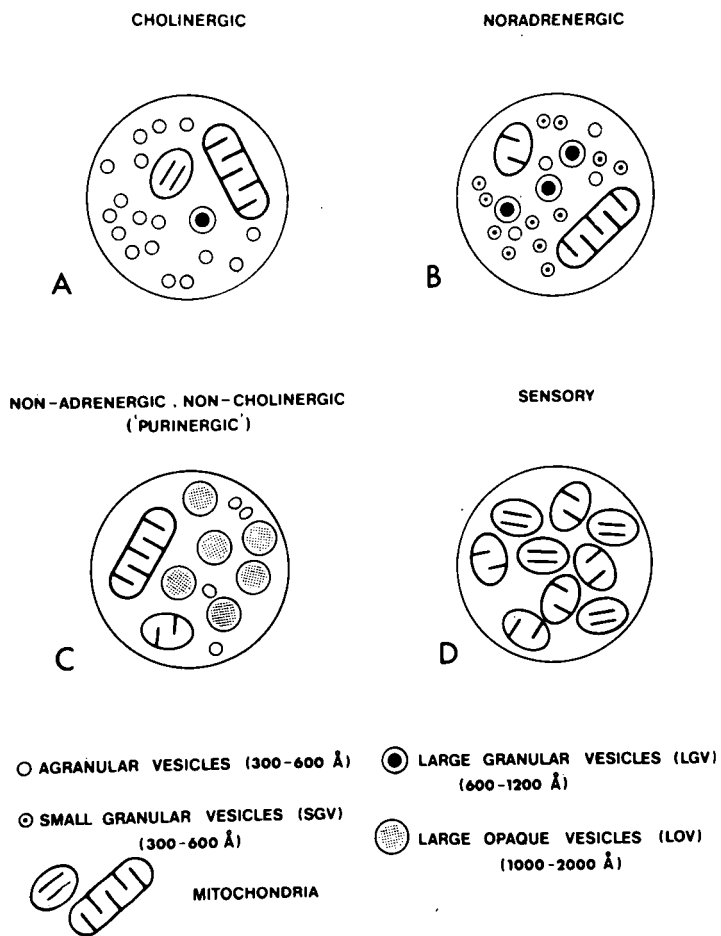 CHOLINERGIC
NORADRENERGIC
A
B
NON-ADRENERGIC , NON-CHOLINERGIC
('PURINERGIC')
SENSORY
C
D
AGRANULAR VESICLES (300-600 Å)
SMALL GRANULAR VESICLES (SGV)
(300-600 Å)
MITOCHONDRIA
LARGE GRANULAR VESICLES (LGV)
(600-1200 Å)
LARGE OPAQUE VESICLES (LOV)
(1000-2000 Å)